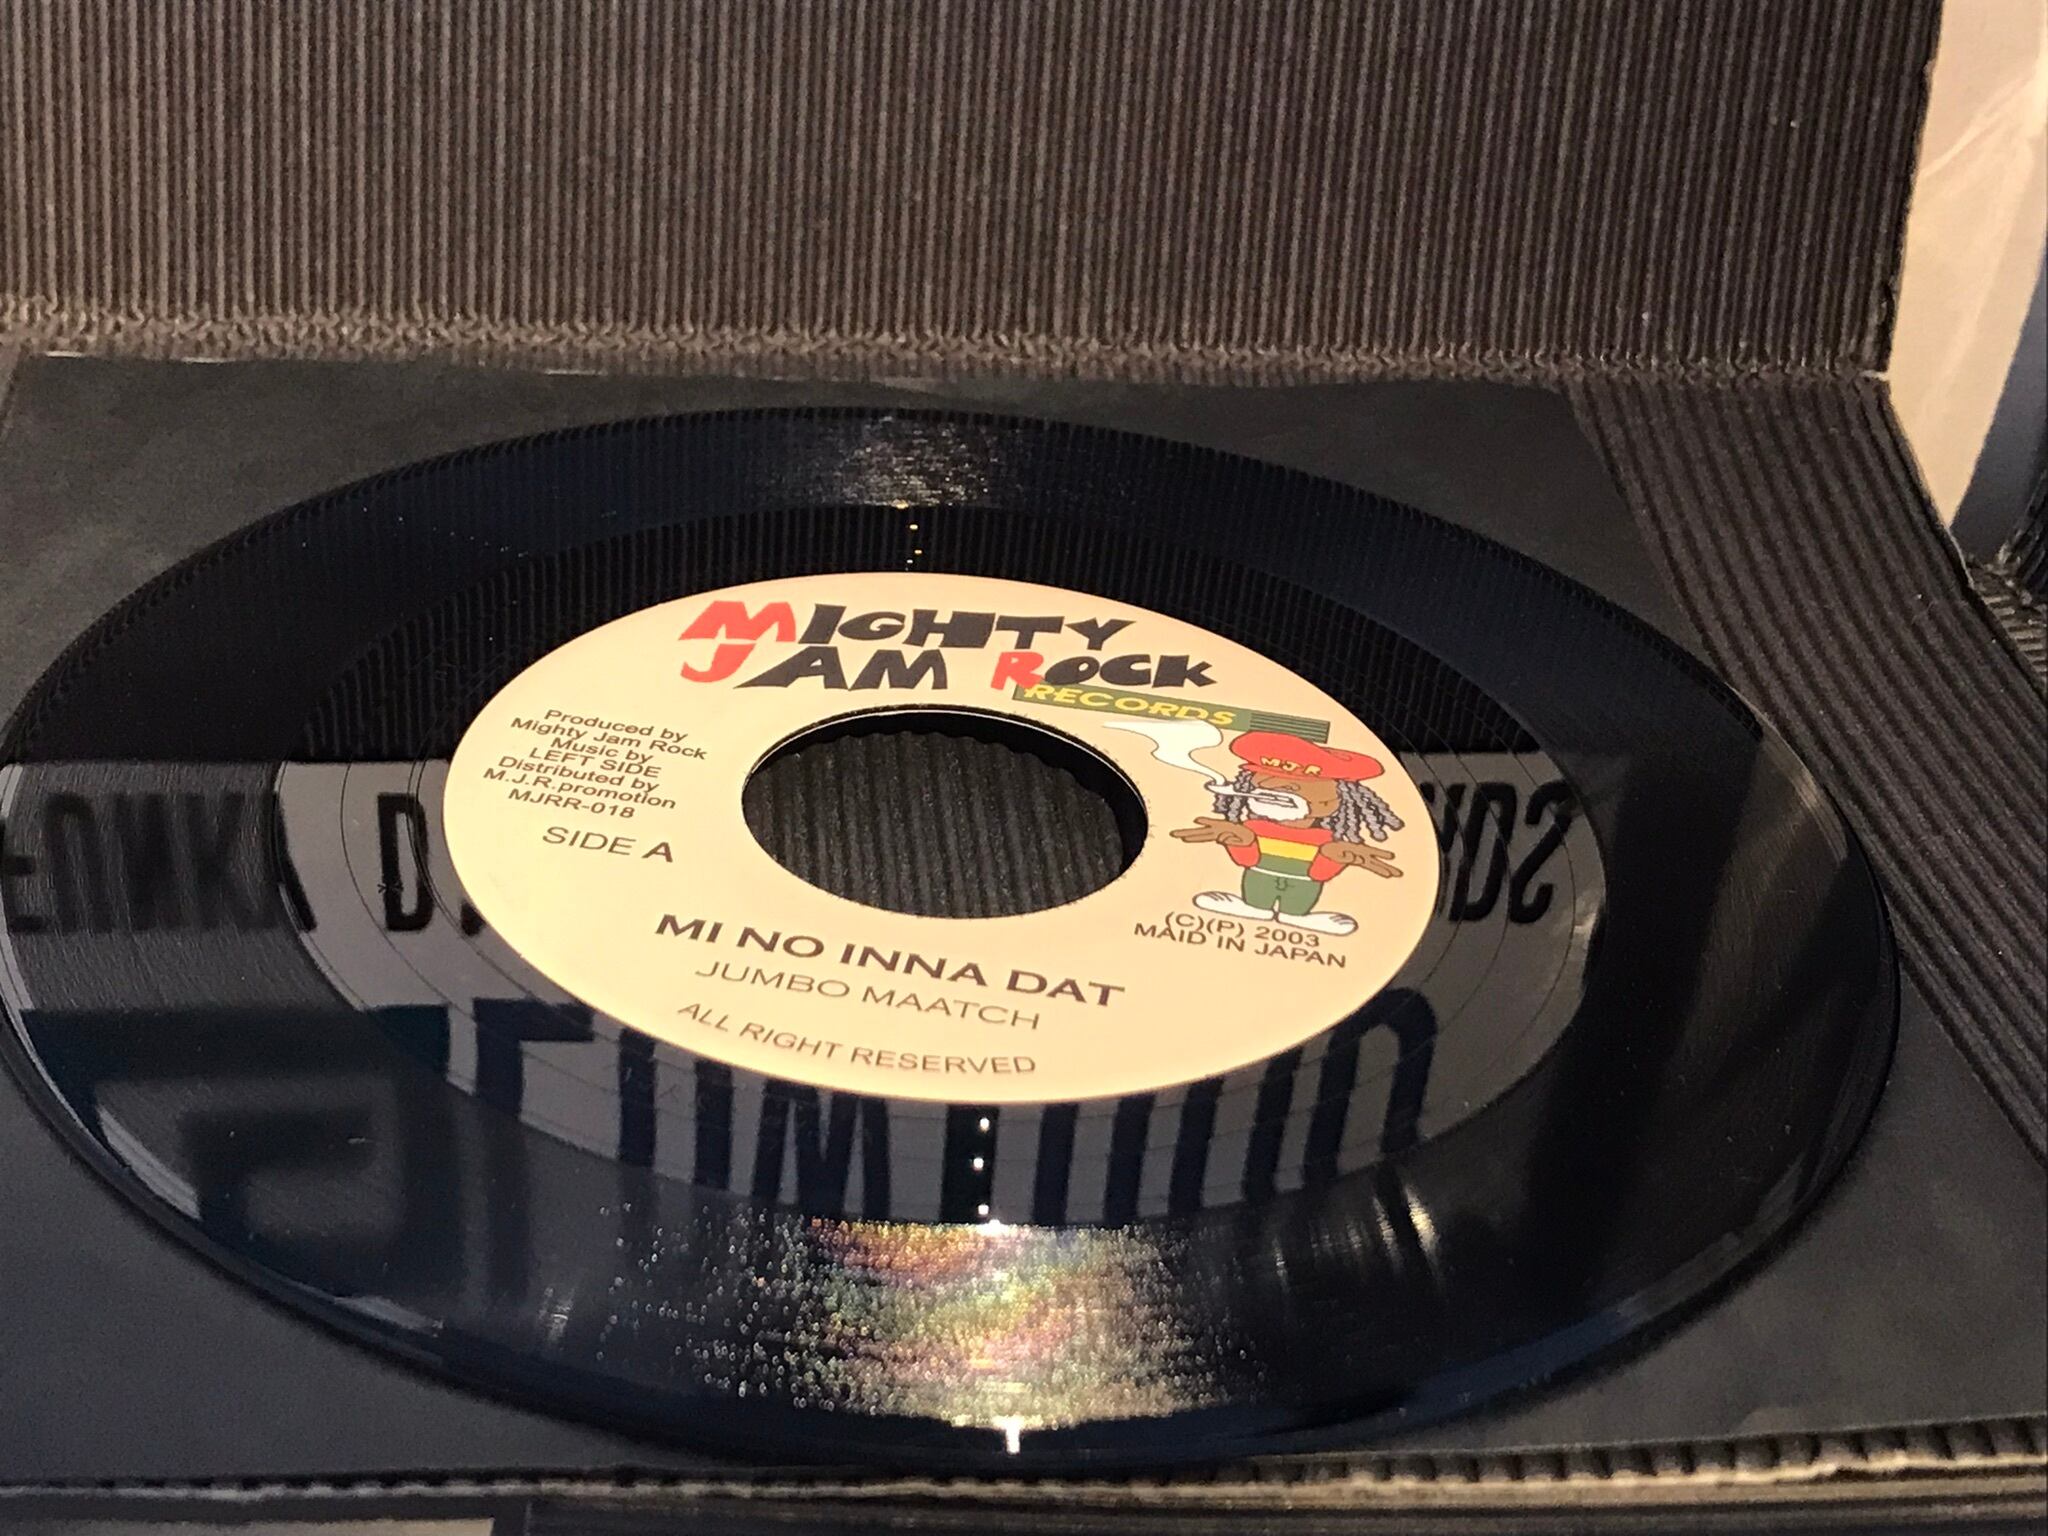 MIGHTY
JAM ROCK
RECORDS
Produced by
Mighty Jam Rock
Music by
LEFT SIDE
Distributed by
M.J.R.promotion
MJRR-018
SIDE A
M.J.R
(C)(P) 2003
MAID IN JAPAN
MI NO INNA DAT
JUMBO MAATCH
ALL RIGHT RESERVED